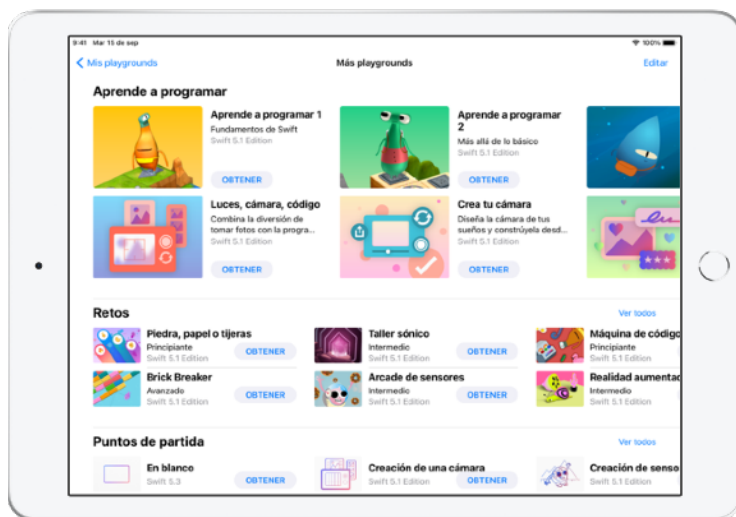 9:41 Mar 15 de sep
100%
Mis playgrounds
Más playgrounds
Editar
Aprende a programar
Aprende a programar 1
Fundamentos de Swift
Swift 5.1 Edition
OBTENER
Aprende a programar
2
Más allá de lo básico
Swift 5.1 Edition
OBTENER
Luces, cámara, código
Combina la diversión de
tomar fotos con la progra...
Swift 5.1 Edition
OBTENER
Crea tu cámara
Diseña la cámara de tus
sueños y constrúyela desd...
Swift 5.1 Edition
OBTENER
Retos
Ver todos
Piedra, papel o tijeras
Principiante
Swift 5.1 Edition
OBTENER
Taller sónico
Intermedio
Swift 5.1 Edition
OBTENER
Máquina de código
Principiante
Swift 5.1 Edition
Brick Breaker
Avanzado
Swift 5.1 Edition
OBTENER
Arcade de sensores
Intermedio
Swift 5.1 Edition
OBTENER
Realidad aumentad
Intermedio
Swift 5.1 Edition
Puntos de partida
Ver todos
En blanco
Swift 5.3
OBTENER
Creación de una cámara
Swift 5.1 Edition
OBTENER
Creación de senso
Swift 5.1 Edition